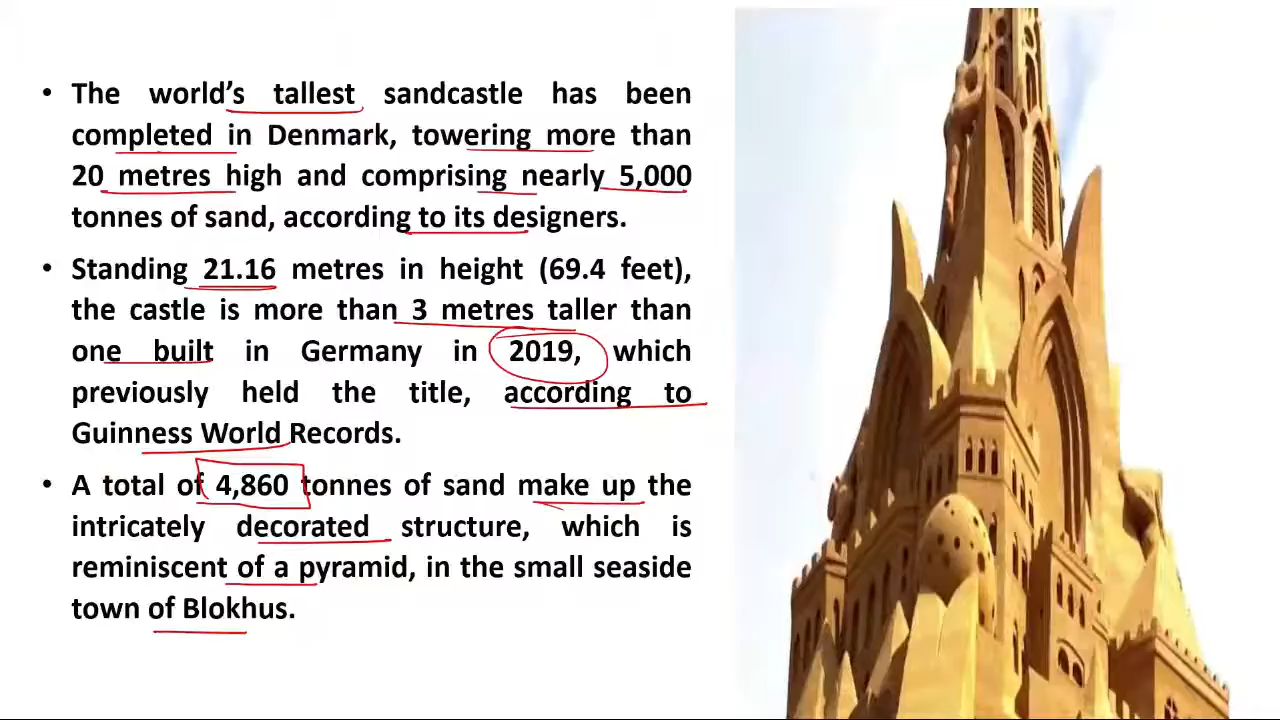 • The world's tallest sandcastle has been
completed in Denmark, towering more than
20 metres high and comprising nearly 5,000
tonnes of sand, according to its designers.
• Standing 21.16 metres in height (69.4 feet),
the castle is more than 3 metres taller than
one built in Germany in 2019, which
previously held the title, according to
Guinness World Records.
• A total of 4,860 tonnes of sand make up the
intricately decorated structure, which is
reminiscent of a pyramid, in the small seaside
town of Blokhus.